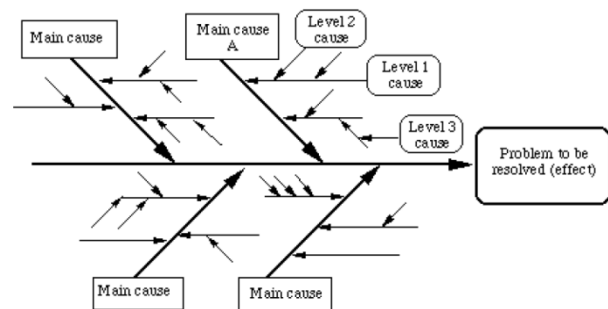 Main cause
Main cause
A
Level 2
cause
Level 1
cause
Level 3
cause
Problem to be
resolved (effect)
Main cause
Main cause